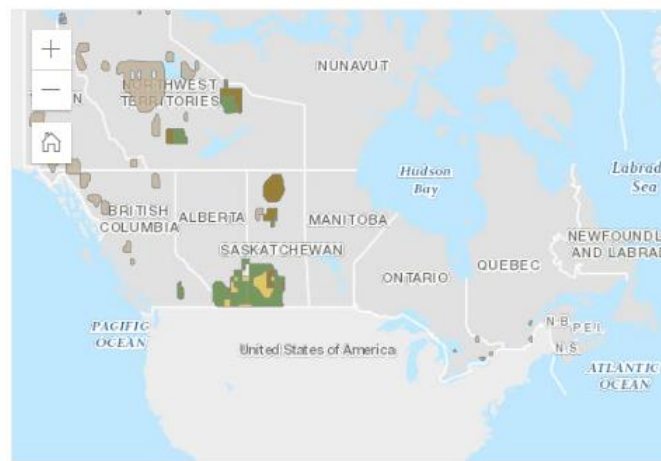 +
−
NUNAVUT
NORTHWEST
TERRITORIES
Hudson
Bay
Labrad
Sea
BRITISH
COLUMBIA
ALBERTA
MANITOBA
SASKATCHEWAN
NEWFOUNDL
AND LABRAD
ONTARIO
QUEBEC
N.B.
P.E.I.
N.S.
PACIFIC
OCEAN
United States of America
ATLANTIC
OCEAN